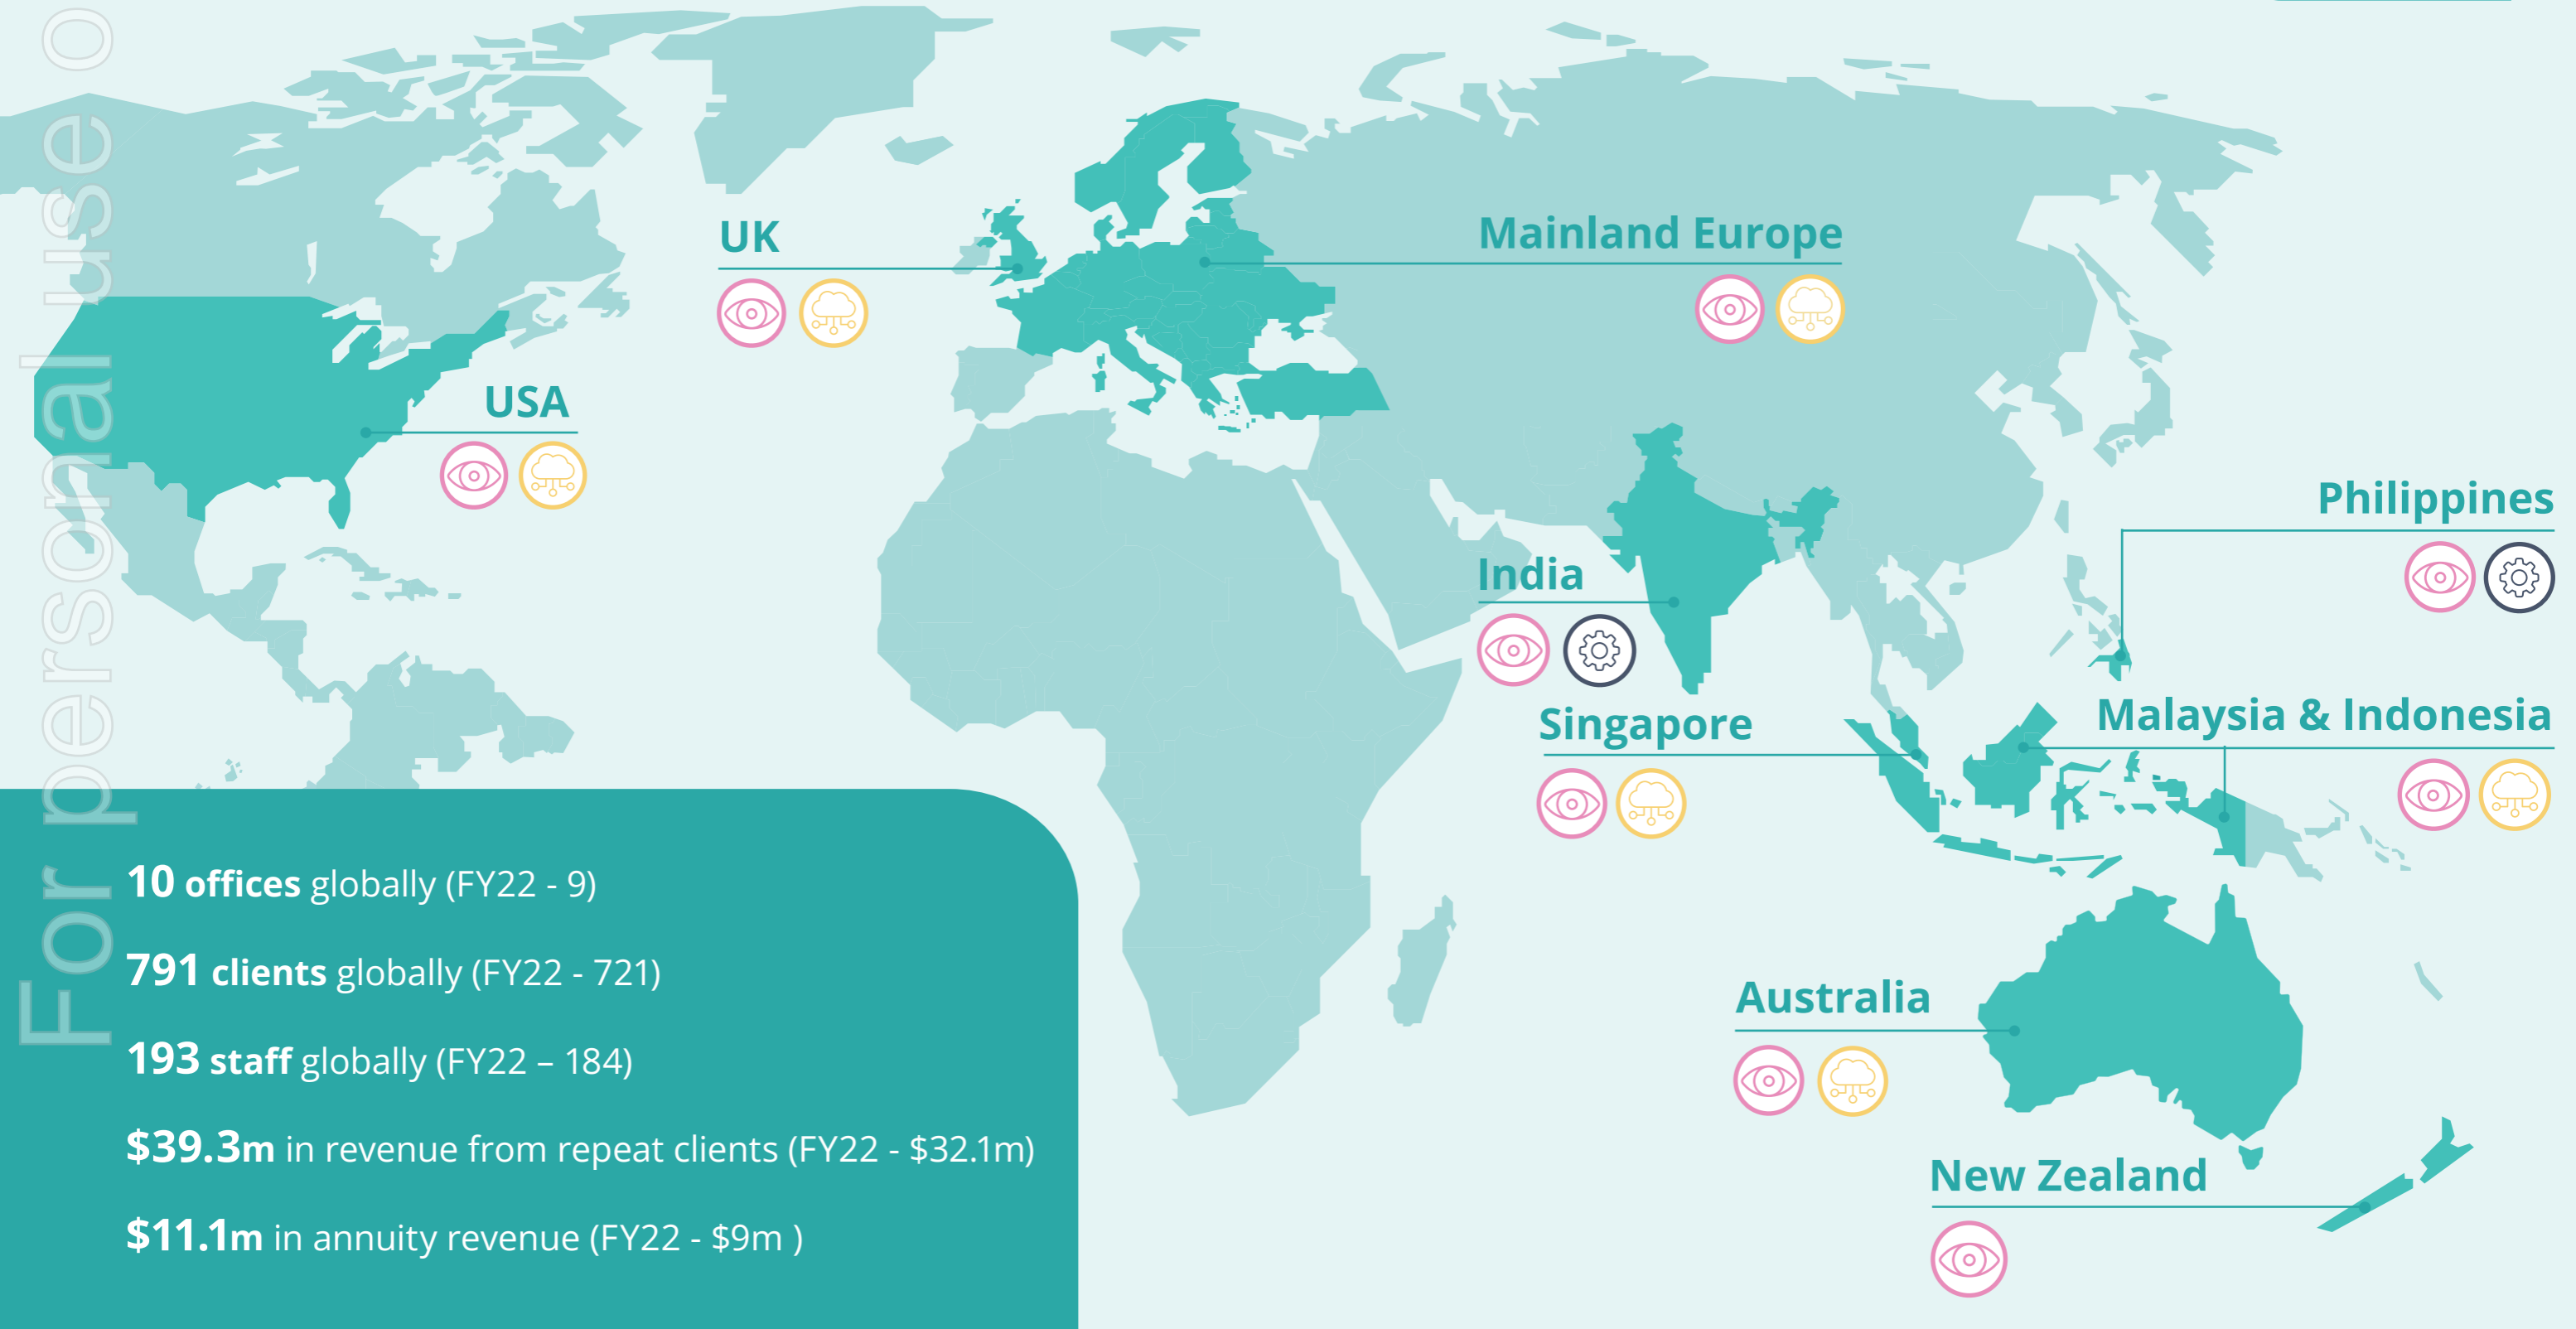 For personal use o
UK
Mainland Europe
USA
Philippines
India
Singapore
Malaysia & Indonesia
Australia
New Zealand
10 offices globally (FY22 - 9)
791 clients globally (FY22 - 721)
193 staff globally (FY22 – 184)
$39.3m in revenue from repeat clients (FY22 - $32.1m)
$11.1m in annuity revenue (FY22 - $9m )